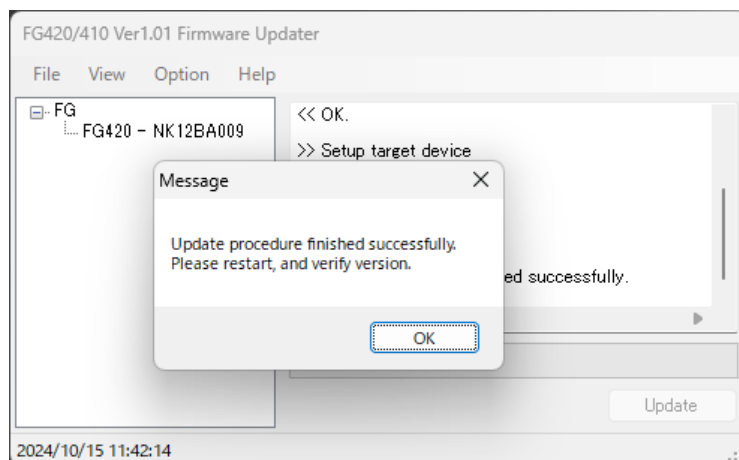 FG420/410 Ver1.01 Firmware Updater
File View Option Help
FG
FG420 - NK12BA009
<< OK.
>> Setup target device
Message
Update procedure finished successfully.
Please restart, and verify version.
OK
successfully.
Update
2024/10/15 11:42:14